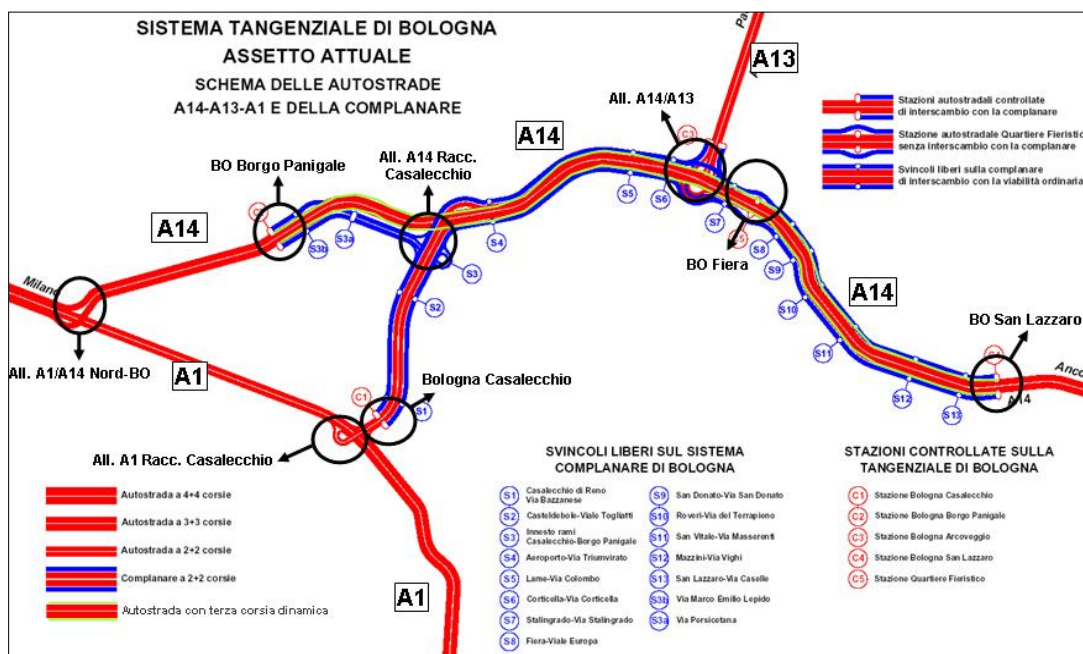 SISTEMA TANGENZIALE DI BOLOGNA
ASSETTO ATTUALE
SCHEMA DELLE AUTOSTRADE
A14-A13-A1 E DELLA COMPLANARE
A13
All. A14/A13
C3
A14
All. A14 Racc.
Casalecchio
BO Borgo Panigale
Stazioni autostradali controllate
di interscambio con la complanare
Stazione autostradale Quartiere Fieristic
senza interscambio con la complanare
Svincoli liberi sulla complanare
di interscambio con la viabilità ordinaria
A14
S3b
S3a
S4
S3
S2
S5
S6
S7
C5
S8
S9
S10
S11
S12
S13
BO Fiera
A14
BO San Lazzaro
C4
A14
Milano
All. A1/A14 Nord-BO
A1
Bologna Casalecchio
C1
S1
All. A1 Racc. Casalecchio
A1
Autostrada a 4+4 corsie
Autostrada a 3+3 corsie
Autostrada a 2+2 corsie
Complanare a 2+2 corsie
Autostrada con terza corsia dinamica
SVINCOLI LIBERI SUL SISTEMA
COMPLANARE DI BOLOGNA
S1 Casalecchio di Reno
Via Bazzanese
S2 Casteldebole-Viale Togliatti
S3 Innesto rami
Casalecchio-Borgo Panigale
S4 Aeroporto-Via Triumvirato
S5 Lame-Via Colombo
S6 Corticella-Via Corticella
S7 Stalingrado-Via Stalingrado
S8 Fiera-Viale Europa
S9 San Donato-Via San Donato
S10 Roveri-Via del Terrapieno
S11 San Vitale-Via Massarenti
S12 Mazzini-Via Vighi
S13 San Lazzaro-Via Caselle
S3b Via Marco Emilio Lepido
S3a Via Persicetana
STAZIONI CONTROLLATE SULLA
TANGENZIALE DI BOLOGNA
C1 Stazione Bologna Casalecchio
C2 Stazione Bologna Borgo Panigale
C3 Stazione Bologna Arcoveggio
C4 Stazione Bologna San Lazzaro
C5 Stazione Quartiere Fieristico